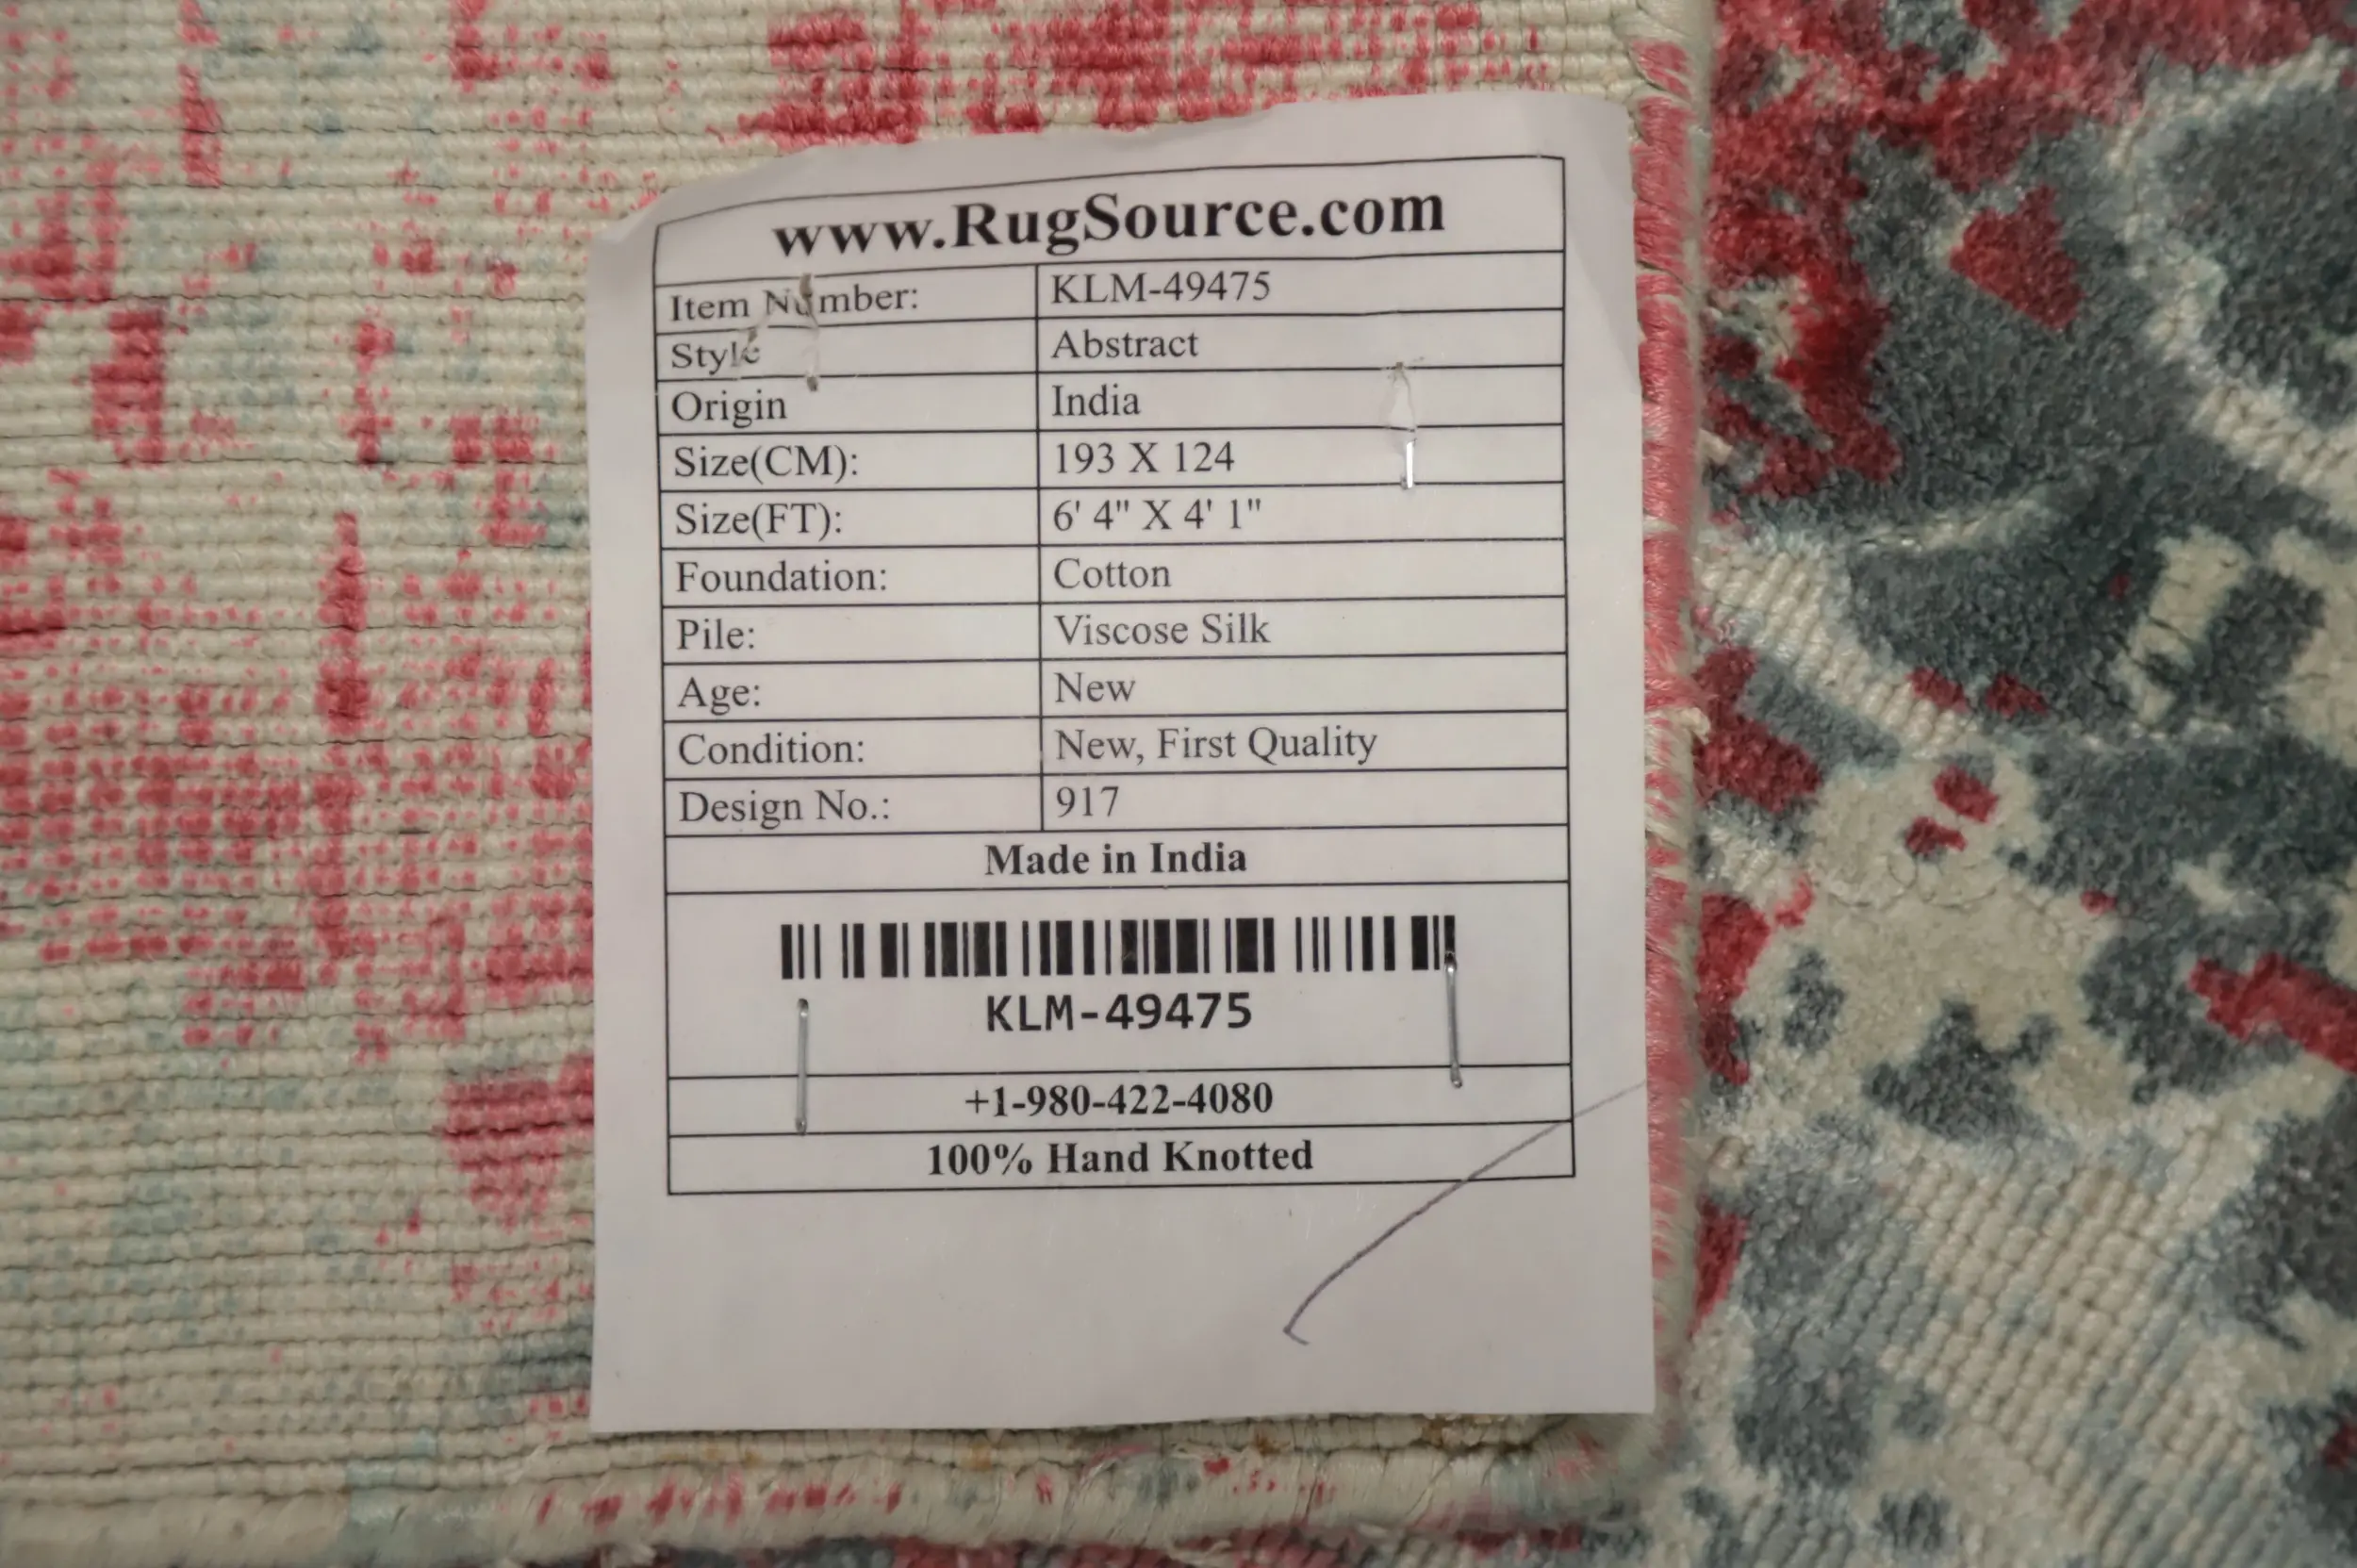 www.RugSource.com
Item Number: KLM-49475
Style Abstract
Origin India
Size(CM): 193 X 124
Size(FT): 6' 4" X 4' 1"
Foundation: Cotton
Pile: Viscose Silk
Age: New
Condition: New, First Quality
Design No.: 917
Made in India
KLM-49475
+1-980-422-4080
100% Hand Knotted